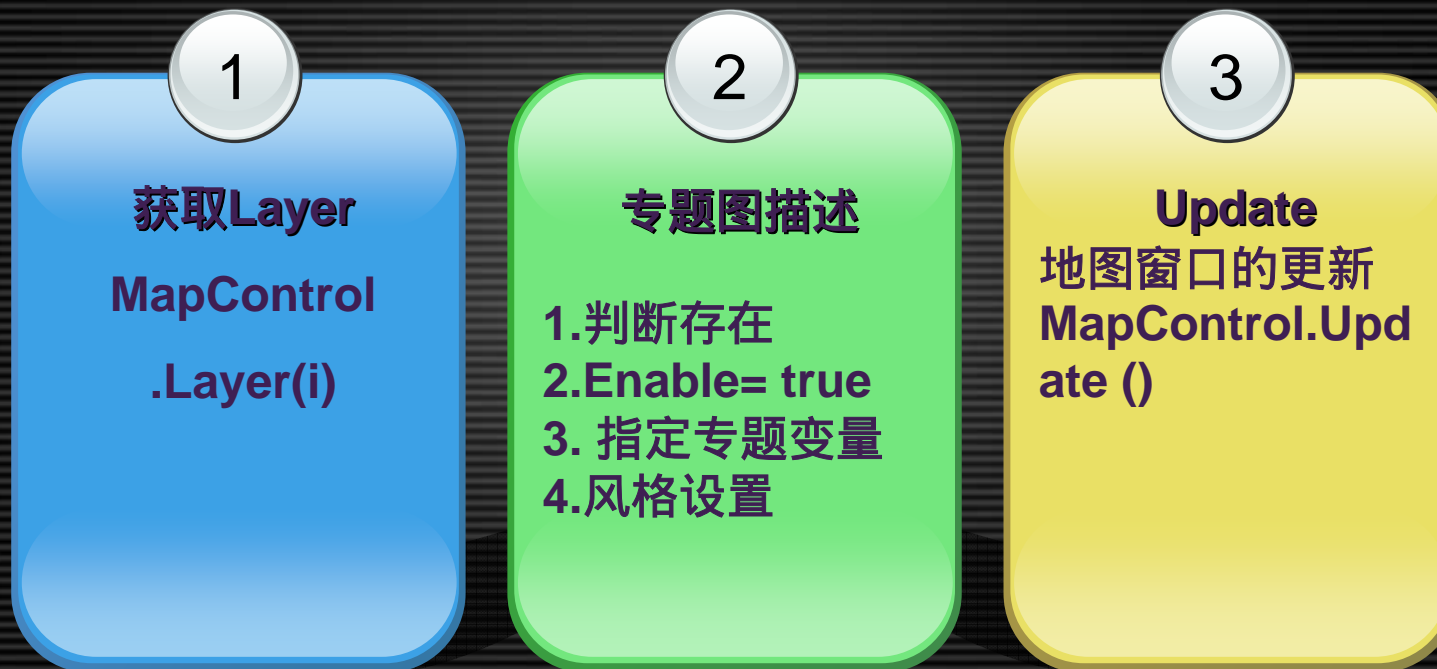 1
获取Layer
MapControl
.Layer(i)
2
专题图描述
1.判断存在
2.Enable= true
3. 指定专题变量
4.风格设置
3
Update
地图窗口的更新
MapControl.Upd
ate ()